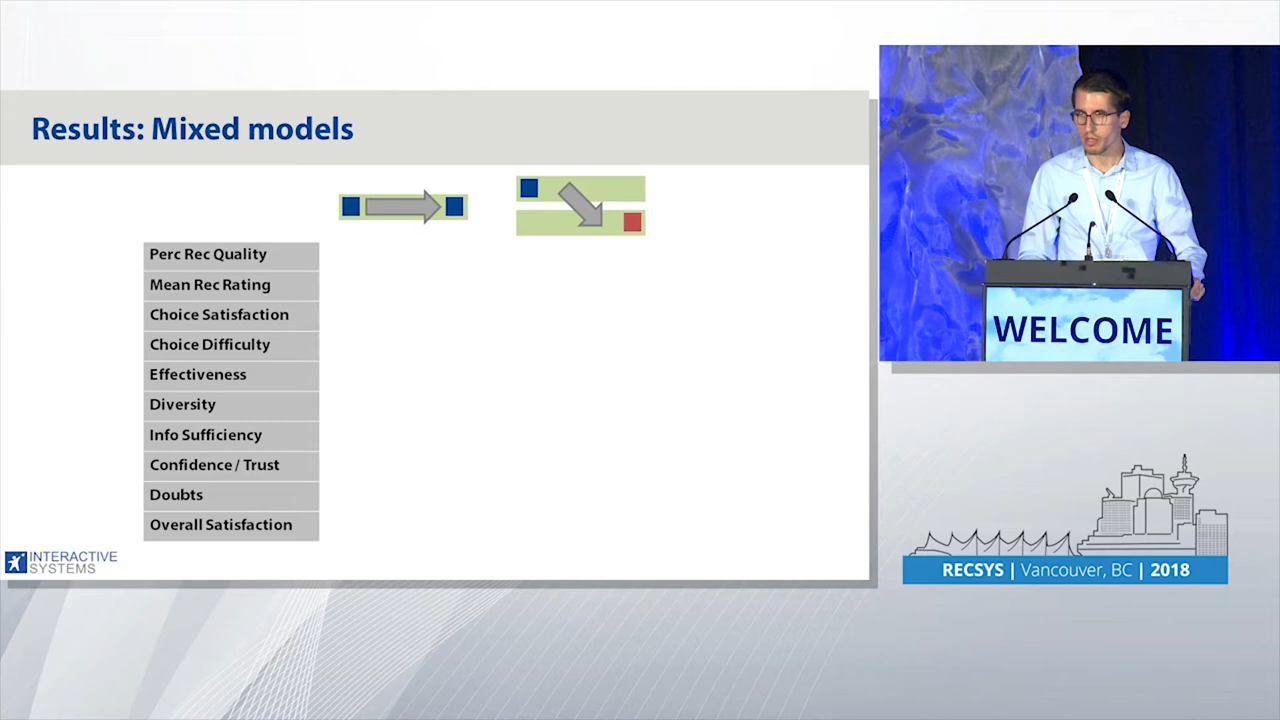 Results: Mixed models
Perc Rec Quality
Mean Rec Rating
Choice Satisfaction
Choice Difficulty
Effectiveness
Diversity
Info Sufficiency
Confidence / Trust
Doubts
Overall Satisfaction
INTERACTIVE
SYSTEMS
WELCOME
RECSYS | Vancouver, BC | 2018